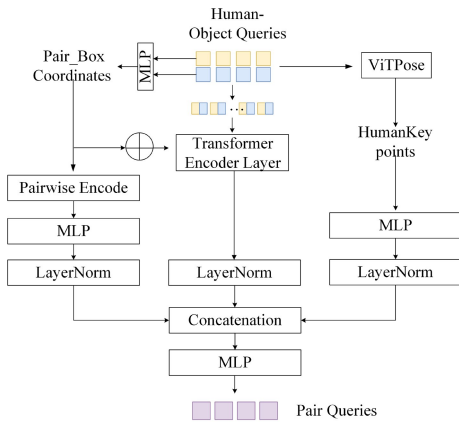 Human-
Object Queries
Pair_Box
Coordinates
MLP
ViTPose
...
Transformer
Encoder Layer
HumanKey
points
Pairwise Encode
MLP
MLP
LayerNorm
LayerNorm
LayerNorm
Concatenation
MLP
Pair Queries